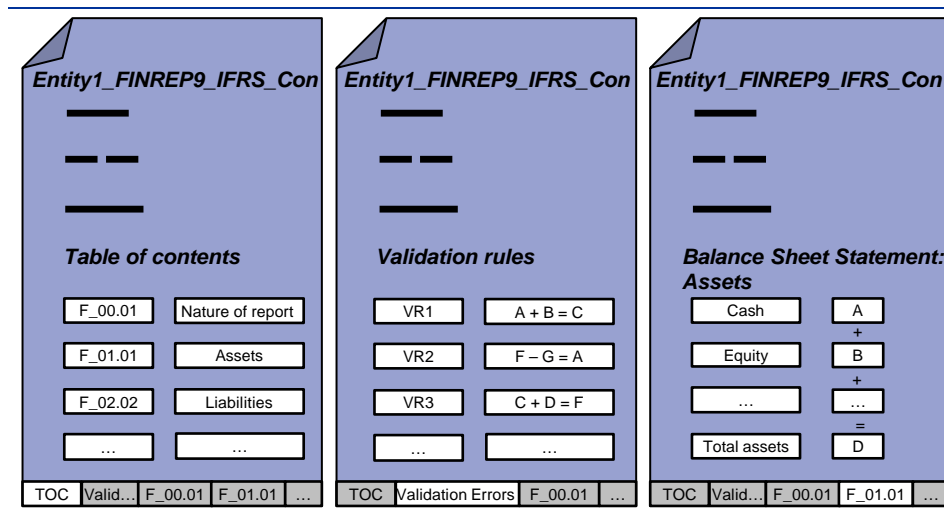 Entity1_FINREP9_IFRS_Con
Table of contents
F_00.01 Nature of report
F_01.01 Assets
F_02.02 Liabilities
… …
TOC Valid… F_00.01 F_01.01 …
Entity1_FINREP9_IFRS_Con
Validation rules
VR1 A + B = C
VR2 F – G = A
VR3 C + D = F
… …
TOC Validation Errors F_00.01 …
Entity1_FINREP9_IFRS_Con
Balance Sheet Statement:
Assets
Cash A
+
Equity B
+
… …
=
Total assets D
TOC Valid… F_00.01 F_01.01 …